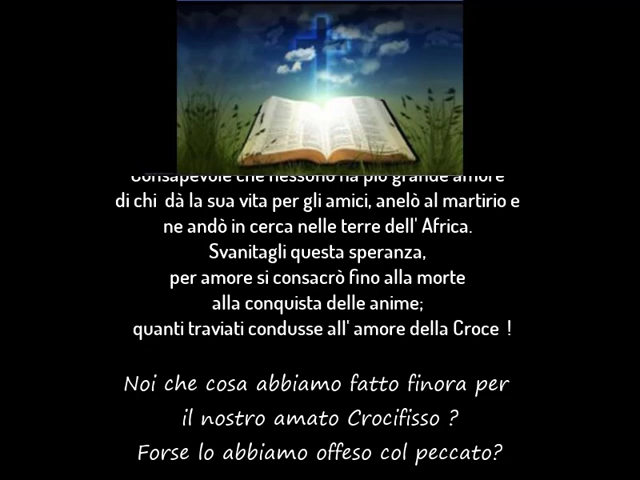 consapevole che nessuno ha più grande amore
di chi dà la sua vita per gli amici, anelò al martirio e
ne andò in cerca nelle terre dell' Africa.
Svanitagli questa speranza,
per amore si consacrò fino alla morte
alla conquista delle anime;
quanti traviati condusse all' amore della Croce !
Noi che cosa abbiamo fatto finora per
il nostro amato Crocifisso ?
Forse lo abbiamo offeso col peccato?